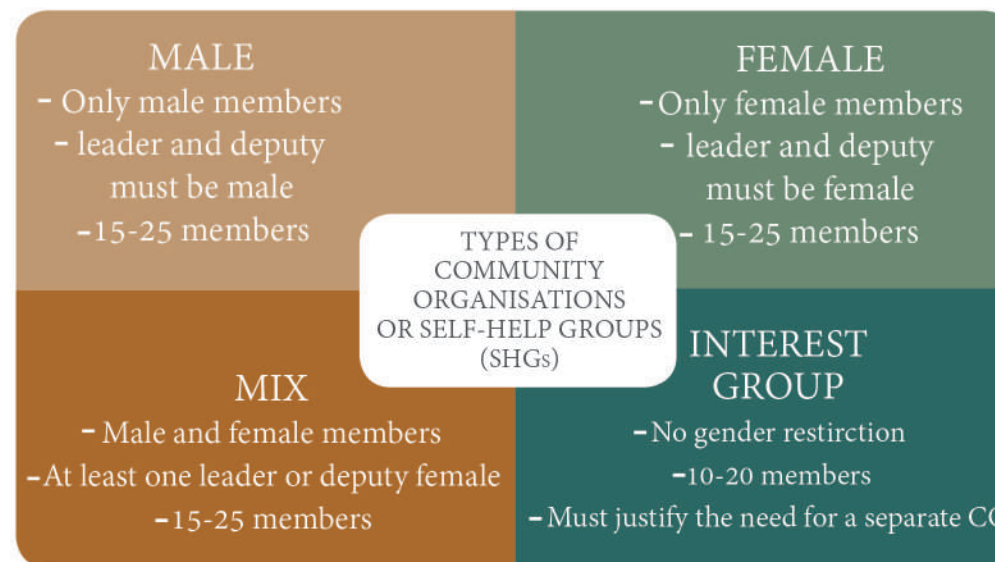 MALE
- Only male members
- leader and deputy
must be male
-15-25 members
FEMALE
-Only female members
- leader and deputy
must be female
- 15-25 members
TYPES OF
COMMUNITY
ORGANISATIONS
OR SELF-HELP GROUPS
(SHGs)
MIX
- Male and female members
-At least one leader or deputy female
-15-25 members
INTEREST
GROUP
-No gender restirction
-10-20 members
-Must justify the need for a separate CO